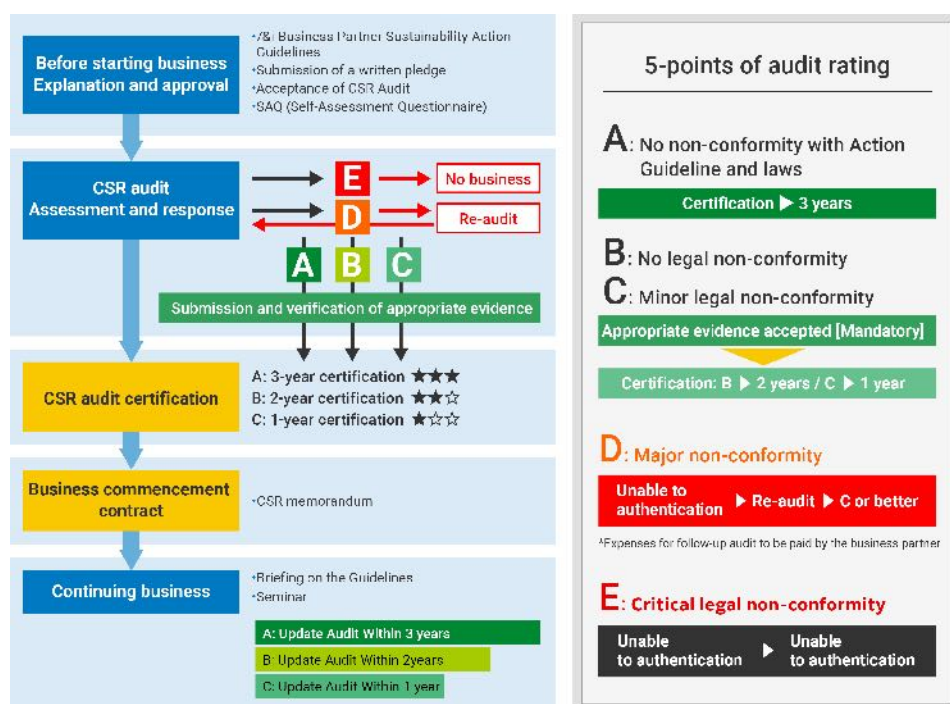 Before starting business
Explanation and approval
•7&i Business Partner Sustainability Action
Guidelines
•Submission of a written pledge
•Acceptance of CSR Audit
•SAQ (Self-Assessment Questionnaire)
CSR audit
Assessment and response
E
No business
D
Re-audit
A B C
Submission and verification of appropriate evidence
CSR audit certification
A: 3-year certification ★★★
B: 2-year certification ★★☆
C: 1-year certification ★☆☆
Business commencement
contract
•CSR memorandum
Continuing business
•Briefing on the Guidelines
•Seminar
A: Update Audit Within 3 years
B: Update Audit Within 2years
C: Update Audit Within 1 year
5-points of audit rating
A: No non-conformity with Action
Guideline and laws
Certification ▶ 3 years
B: No legal non-conformity
C: Minor legal non-conformity
Appropriate evidence accepted [Mandatory]
Certification: B ▶ 2 years / C ▶ 1 year
D: Major non-conformity
Unable to
authentication ▶ Re-audit ▶ C or better
*Expenses for follow-up audit to be paid by the business partner
E: Critical legal non-conformity
Unable
to authentication ▶ Unable
to authentication